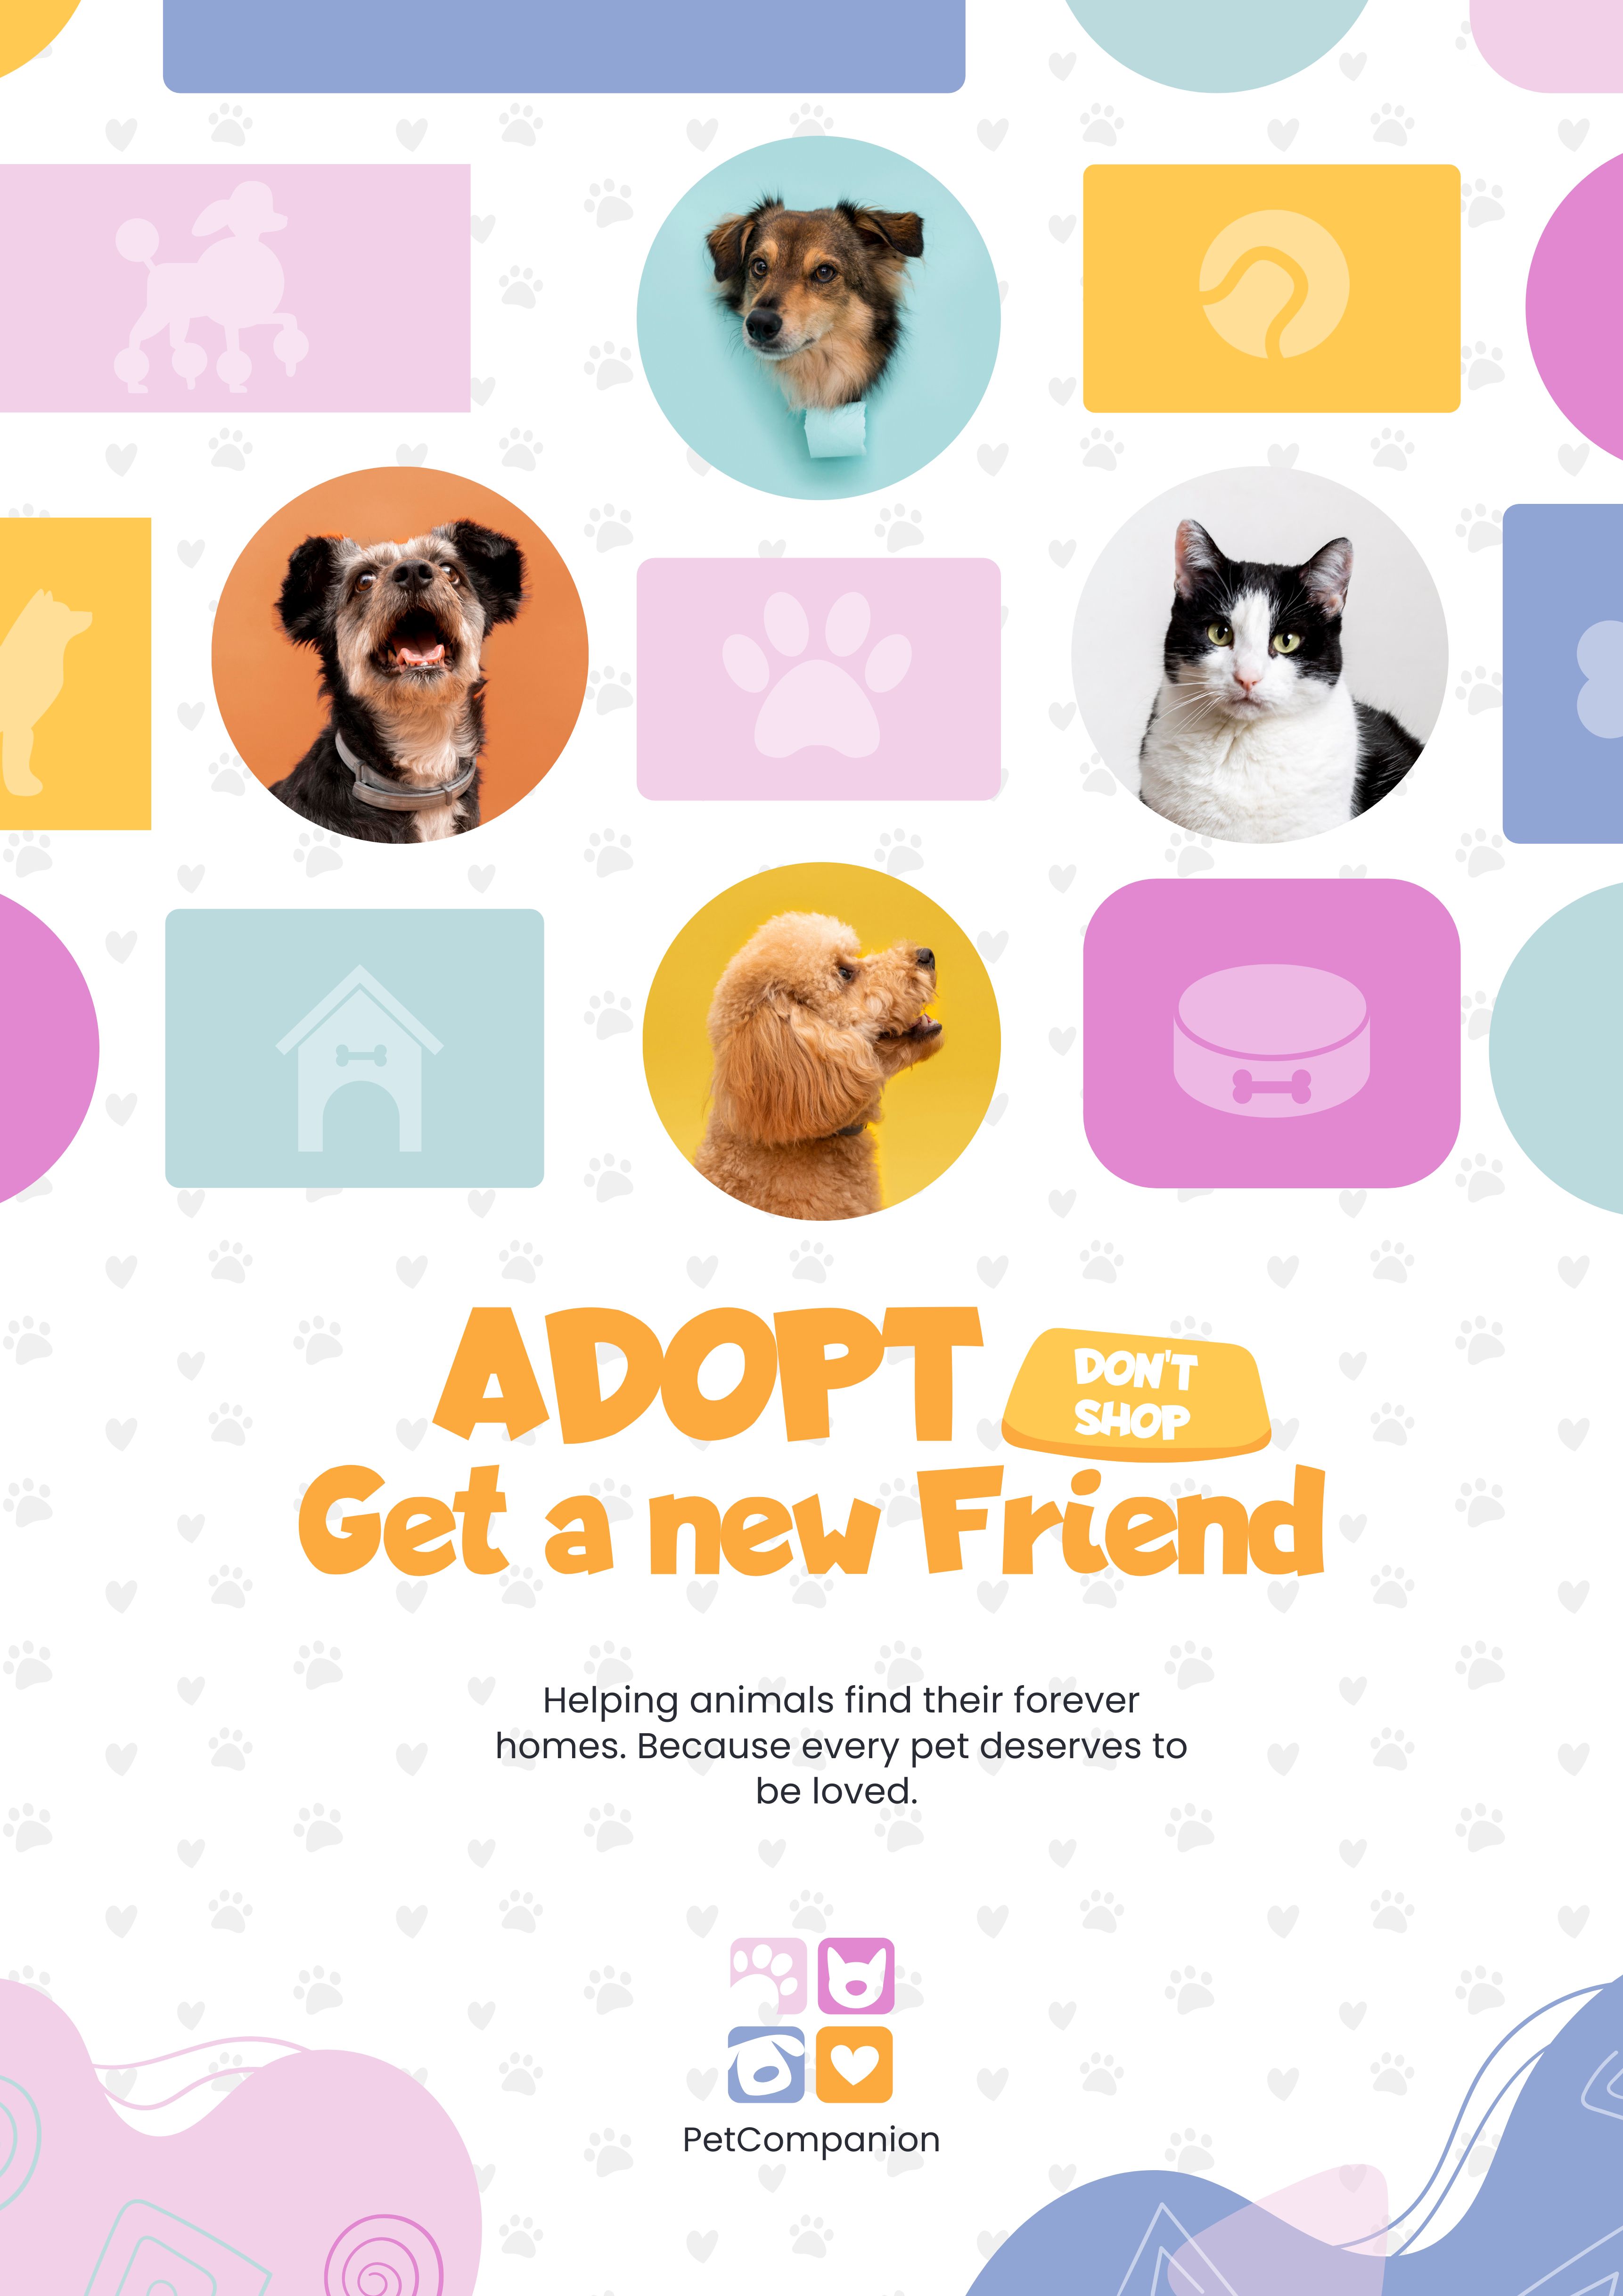 ADOPT
DON'T
SHOP
Get a new Friend
Helping animals find their forever
homes. Because every pet deserves to
be loved.
PetCompanion